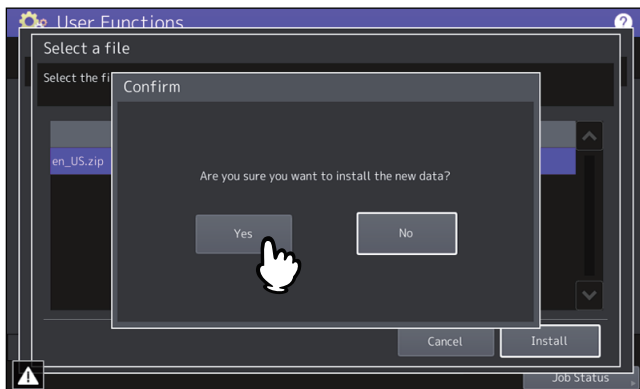 User Functions
?
Select a file
Select the fi
Confirm
en_US.zip
Are you sure you want to install the new data?
Yes
No
Cancel
Install
Job Status